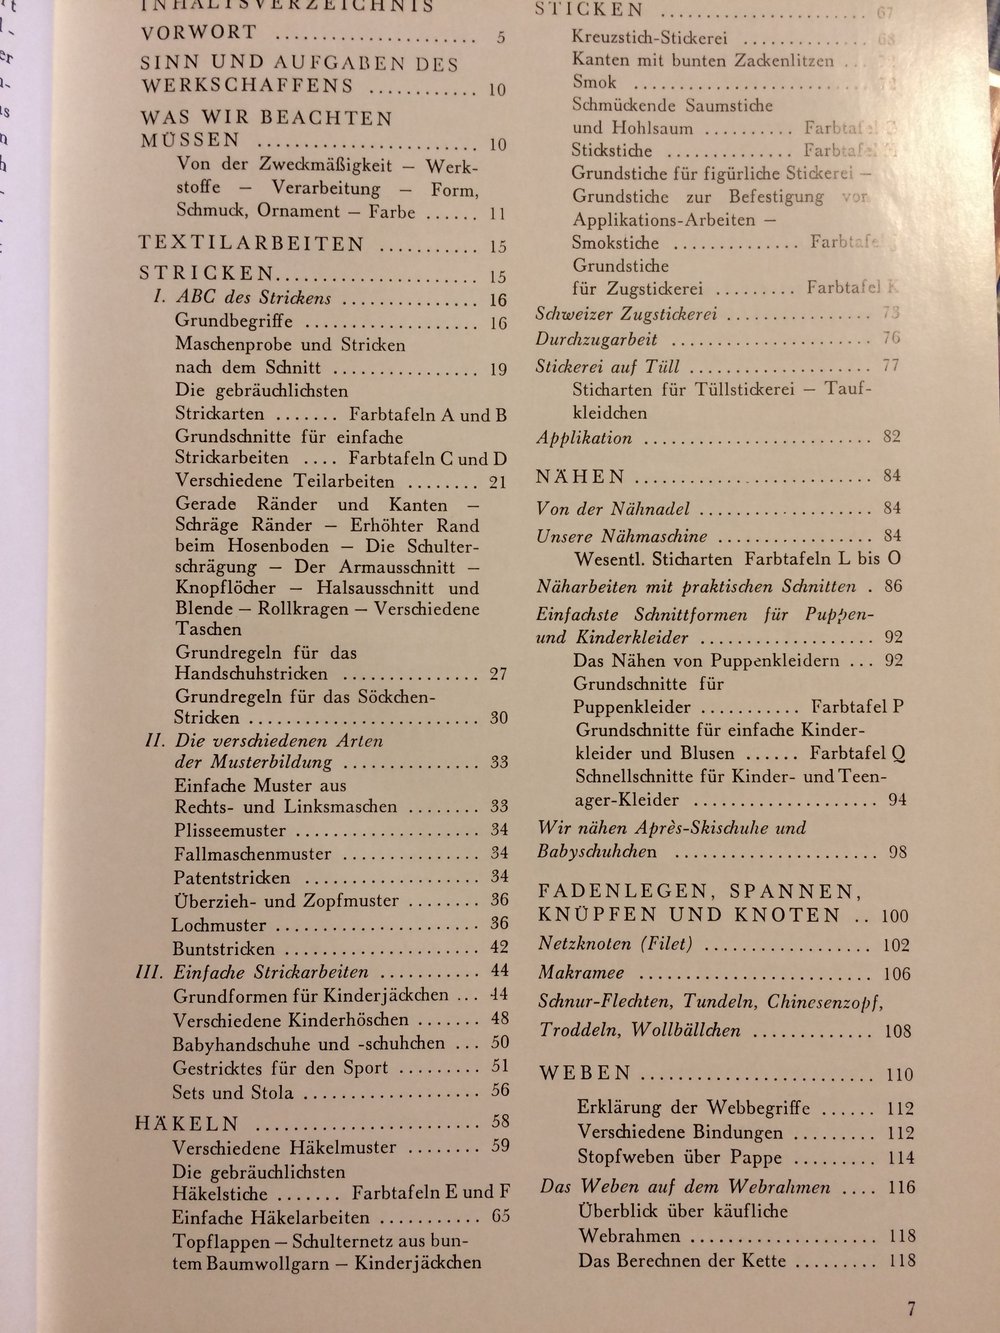 INHALTSVERZEICHNIS
VORWORT .................... 5
SINN UND AUFGABEN DES
WERKSCHAFFENS ............ 10
WAS WIR BEACHTEN
MÜSSEN ..................... 10
Von der Zweckmäßigkeit — Werk-
stoffe — Verarbeitung — Form,
Schmuck, Ornament — Farbe ...... 11
TEXTILARBEITEN .......... 15
STRICKEN.................... 15
I. ABC des Strickens .............. 16
Grundbegriffe .................. 16
Maschenprobe und Stricken
nach dem Schnitt ............... 19
Die gebräuchlichsten
Strickarten ....... Farbtafeln A und B
Grundschnitte für einfache
Strickarbeiten .... Farbtafeln C und D
Verschiedene Teilarbeiten ........ 21
Gerade Ränder und Kanten —
Schräge Ränder — Erhöhter Rand
beim Hosenboden — Die Schulter-
schrägung — Der Armausschnitt —
Knopflöcher — Halsausschnitt und
Blende — Rollkragen — Verschiedene
Taschen
Grundregeln für das
Handschuhstricken .............. 27
Grundregeln für das Söckchen-
Stricken ........................ 30
II. Die verschiedenen Arten
der Musterbildung ............... 33
Einfache Muster aus
Rechts- und Linksmaschen ........ 33
Plisseemuster ................... 34
Fallmaschenmuster .............. 34
Patentstricken .................. 34
Überzieh- und Zopfmuster ........ 36
Lochmuster ...................... 36
Buntstricken .................... 42
III. Einfache Strickarbeiten ........... 44
Grundformen für Kinderjäckchen ... 44
Verschiedene Kinderhöschen ....... 48
Babyhandschuhe und -schuhchen ... 50
Gestricktes für den Sport ......... 51
Sets und Stola ................... 56
HÄKELN ....................... 58
Verschiedene Häkelmuster ........ 59
Die gebräuchlichsten
Häkelstiche ....... Farbtafeln E und F
Einfache Häkelarbeiten ........... 65
Topflappen — Schulternetz aus bun-
tem Baumwollgarn — Kinderjäckchen
STICKEN ..................... 67
Kreuzstich-Stickerei ............. 68
Kanten mit bunten Zackenlitzen ...
Smok ........................
Schmückende Saumstiche
und Hohlsaum .......... Farbtafel
Stickstiche ............. Farbtafel
Grundstiche für figürliche Stickerei —
Grundstiche zur Befestigung von
Applikations-Arbeiten —
Smokstiche ............. Farbtafel
Grundstiche
für Zugstickerei ......... Farbtafel K
Schweizer Zugstickerei ............... 73
Durchzugarbeit ..................... 76
Stickerei auf Tüll ................... 77
Sticharten für Tüllstickerei — Tauf-
kleidchen
Applikation ........................ 82
NÄHEN ......................... 84
Von der Nähnadel ................... 84
Unsere Nähmaschine ................ 84
Wesentl. Sticharten Farbtafeln L bis O
Näharbeiten mit praktischen Schnitten . 86
Einfachste Schnittformen für Puppen-
und Kinderkleider .................. 92
Das Nähen von Puppenkleidern ... 92
Grundschnitte für
Puppenkleider ........... Farbtafel P
Grundschnitte für einfache Kinder-
kleider und Blusen ...... Farbtafel Q
Schnellschnitte für Kinder- und Teen-
ager-Kleider ................... 94
Wir nähen Après-Skischuhe und
Babyschuhchen ..................... 98
FADENLEGEN, SPANNEN,
KNÜPFEN UND KNOTEN .. 100
Netzknoten (Filet) .................. 102
Makramee ......................... 106
Schnur-Flechten, Tundeln, Chinesenzopf,
Troddeln, Wollbällchen ............. 108
WEBEN ......................... 110
Erklärung der Webbegriffe ...... 112
Verschiedene Bindungen ......... 112
Stopfweben über Pappe ......... 114
Das Weben auf dem Webrahmen .... 116
Überblick über käufliche
Webrahmen .................... 118
Das Berechnen der Kette ......... 118
7